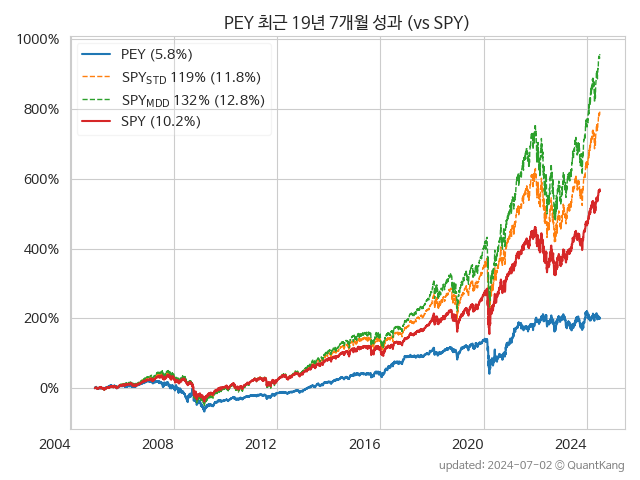 PEY 최근 19년 7개월 성과 (vs SPY)
1000%
800%
600%
400%
200%
0%
PEY (5.8%)
SPY_STD 119% (11.8%)
SPY_MDD 132% (12.8%)
SPY (10.2%)
2004 2008 2012 2016 2020 2024
updated: 2024-07-02 © QuantKang